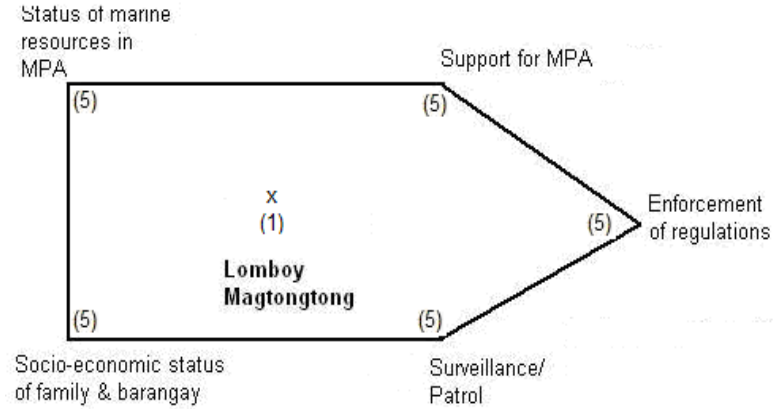 Status of marine
resources in
MPA
Support for MPA
(5)
(5)
x
(1)
(5)
Enforcement
of regulations
Lomboy
Magtongtong
(5)
(5)
Socio-economic status
of family & barangay
Surveillance/
Patrol